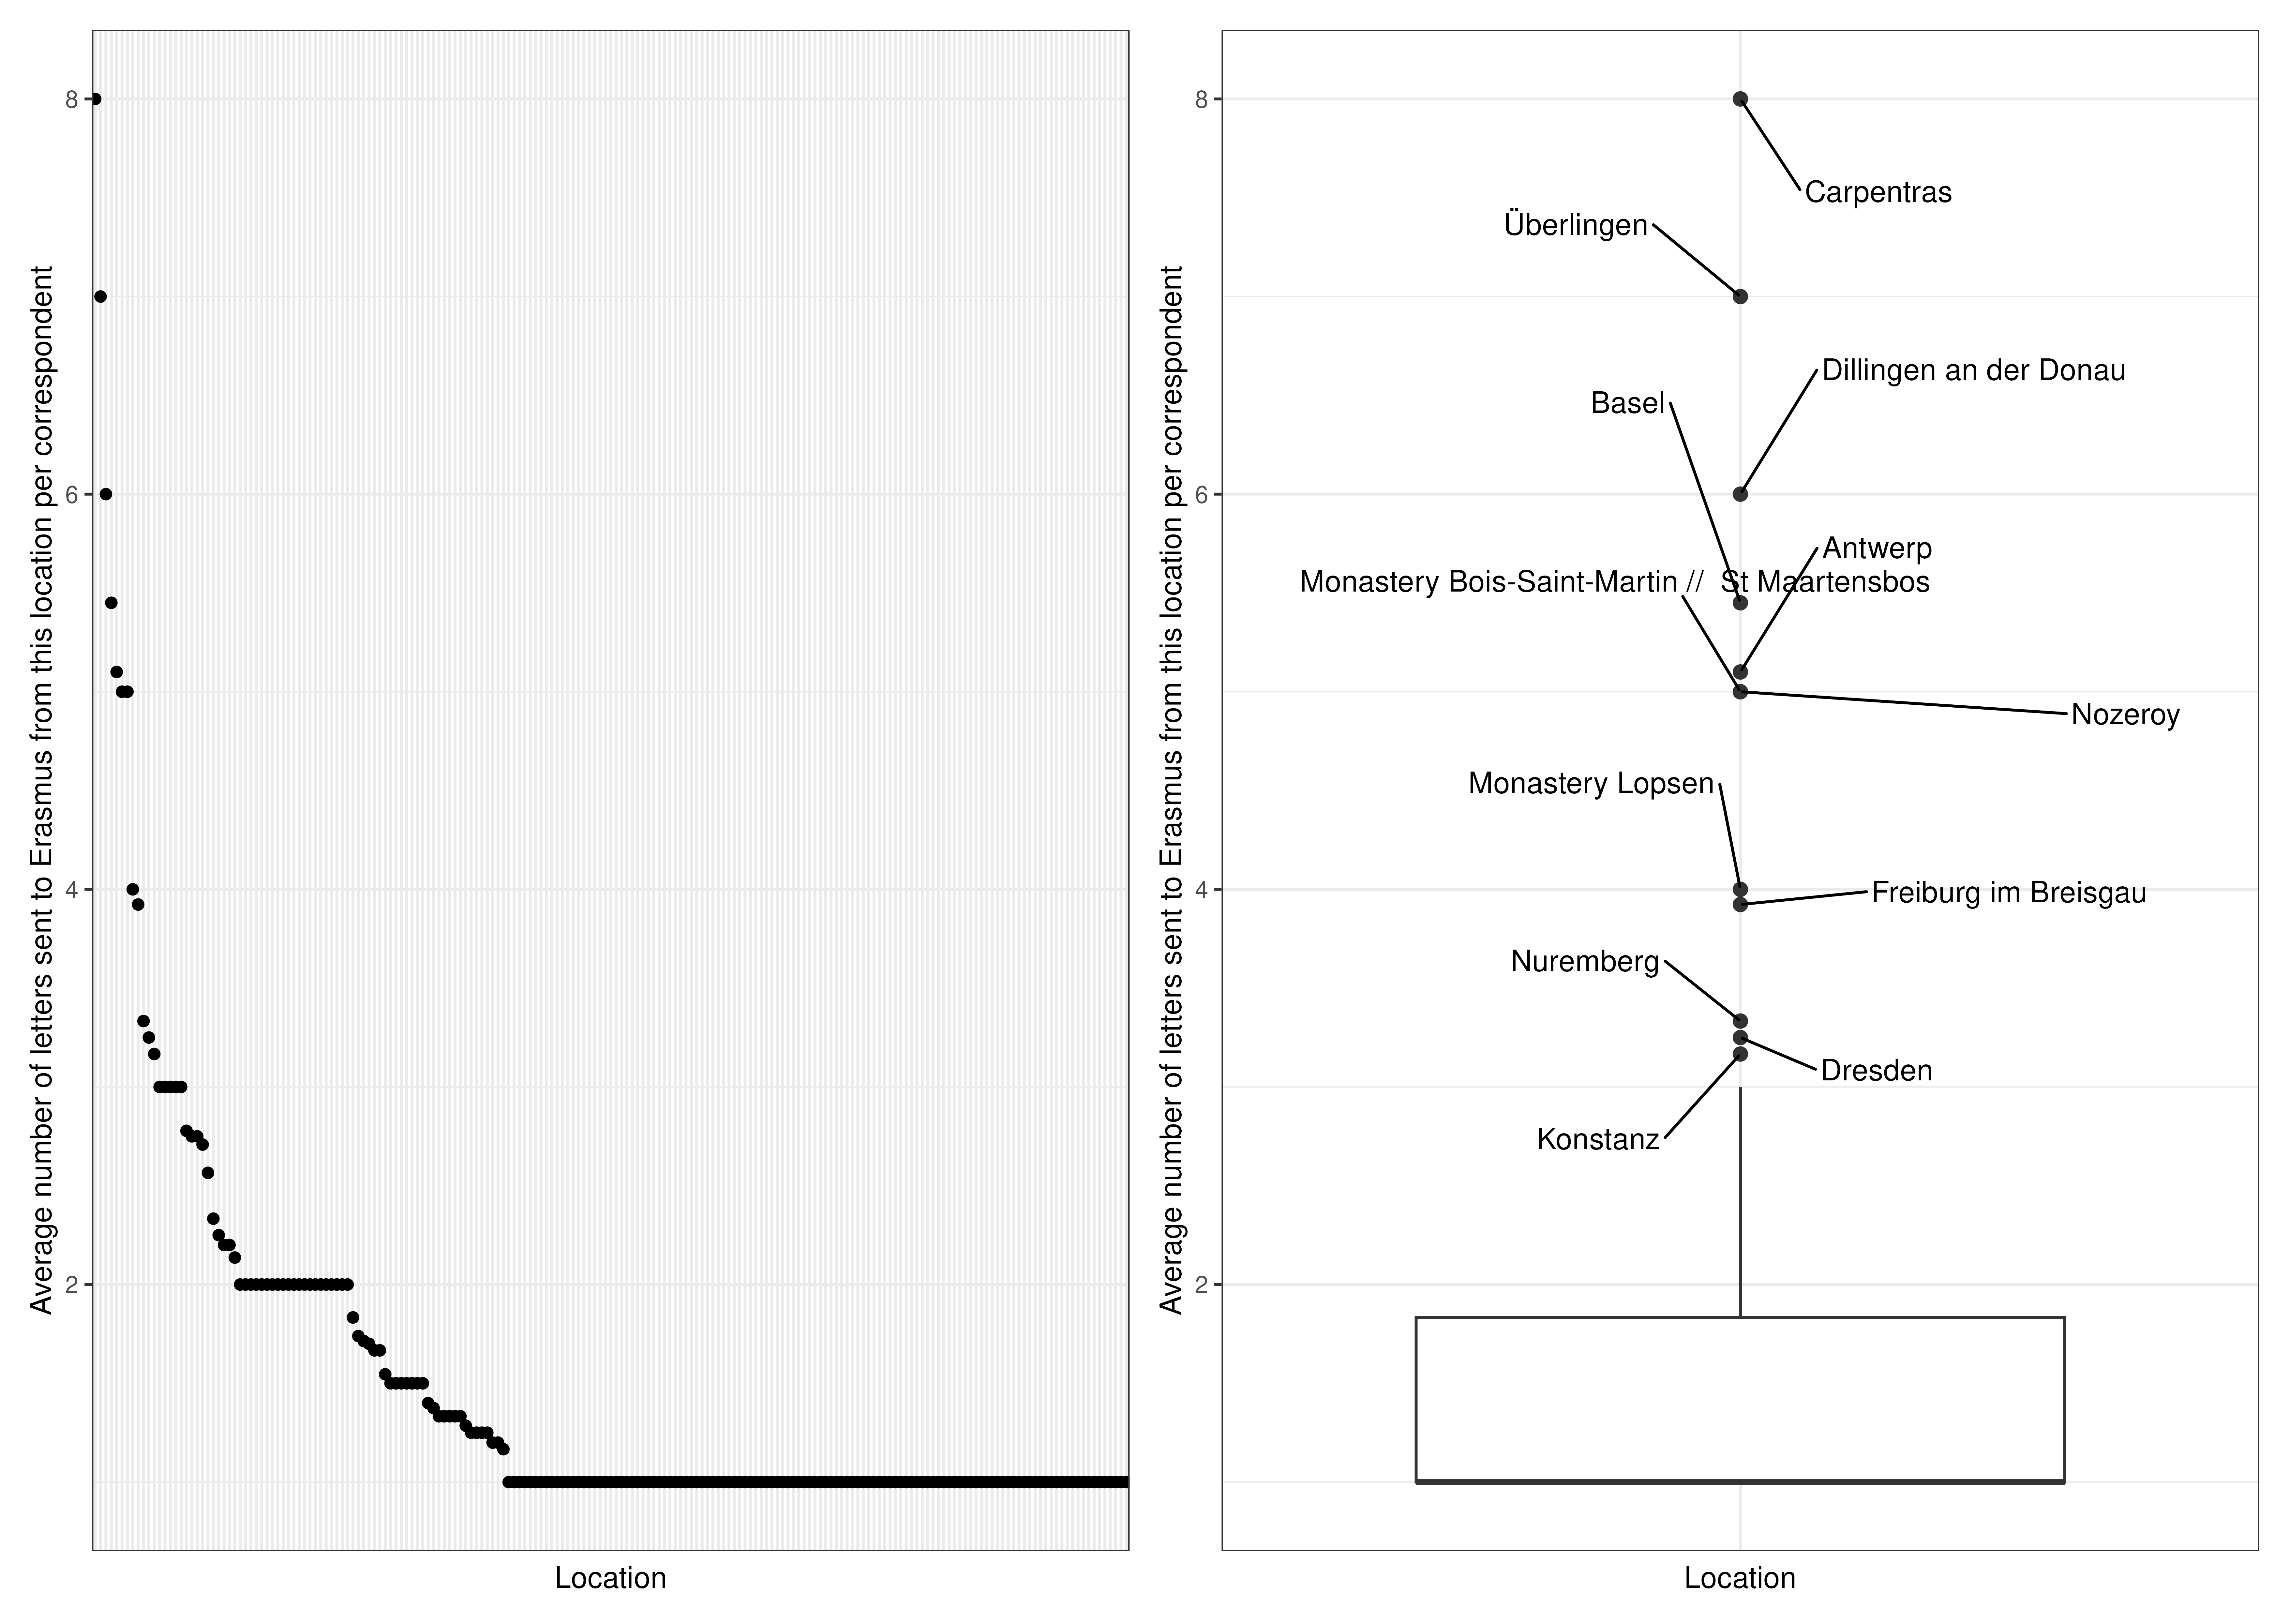 Average number of letters sent to Erasmus from this location per correspondent
8
6
4
2
Location
Average number of letters sent to Erasmus from this location per correspondent
8
6
4
2
Carpentras
Überlingen
Dillingen an der Donau
Basel
Antwerp
Monastery Bois-Saint-Martin // St Maartensbos
Nozeroy
Monastery Lopsen
Freiburg im Breisgau
Nuremberg
Dresden
Konstanz
Location